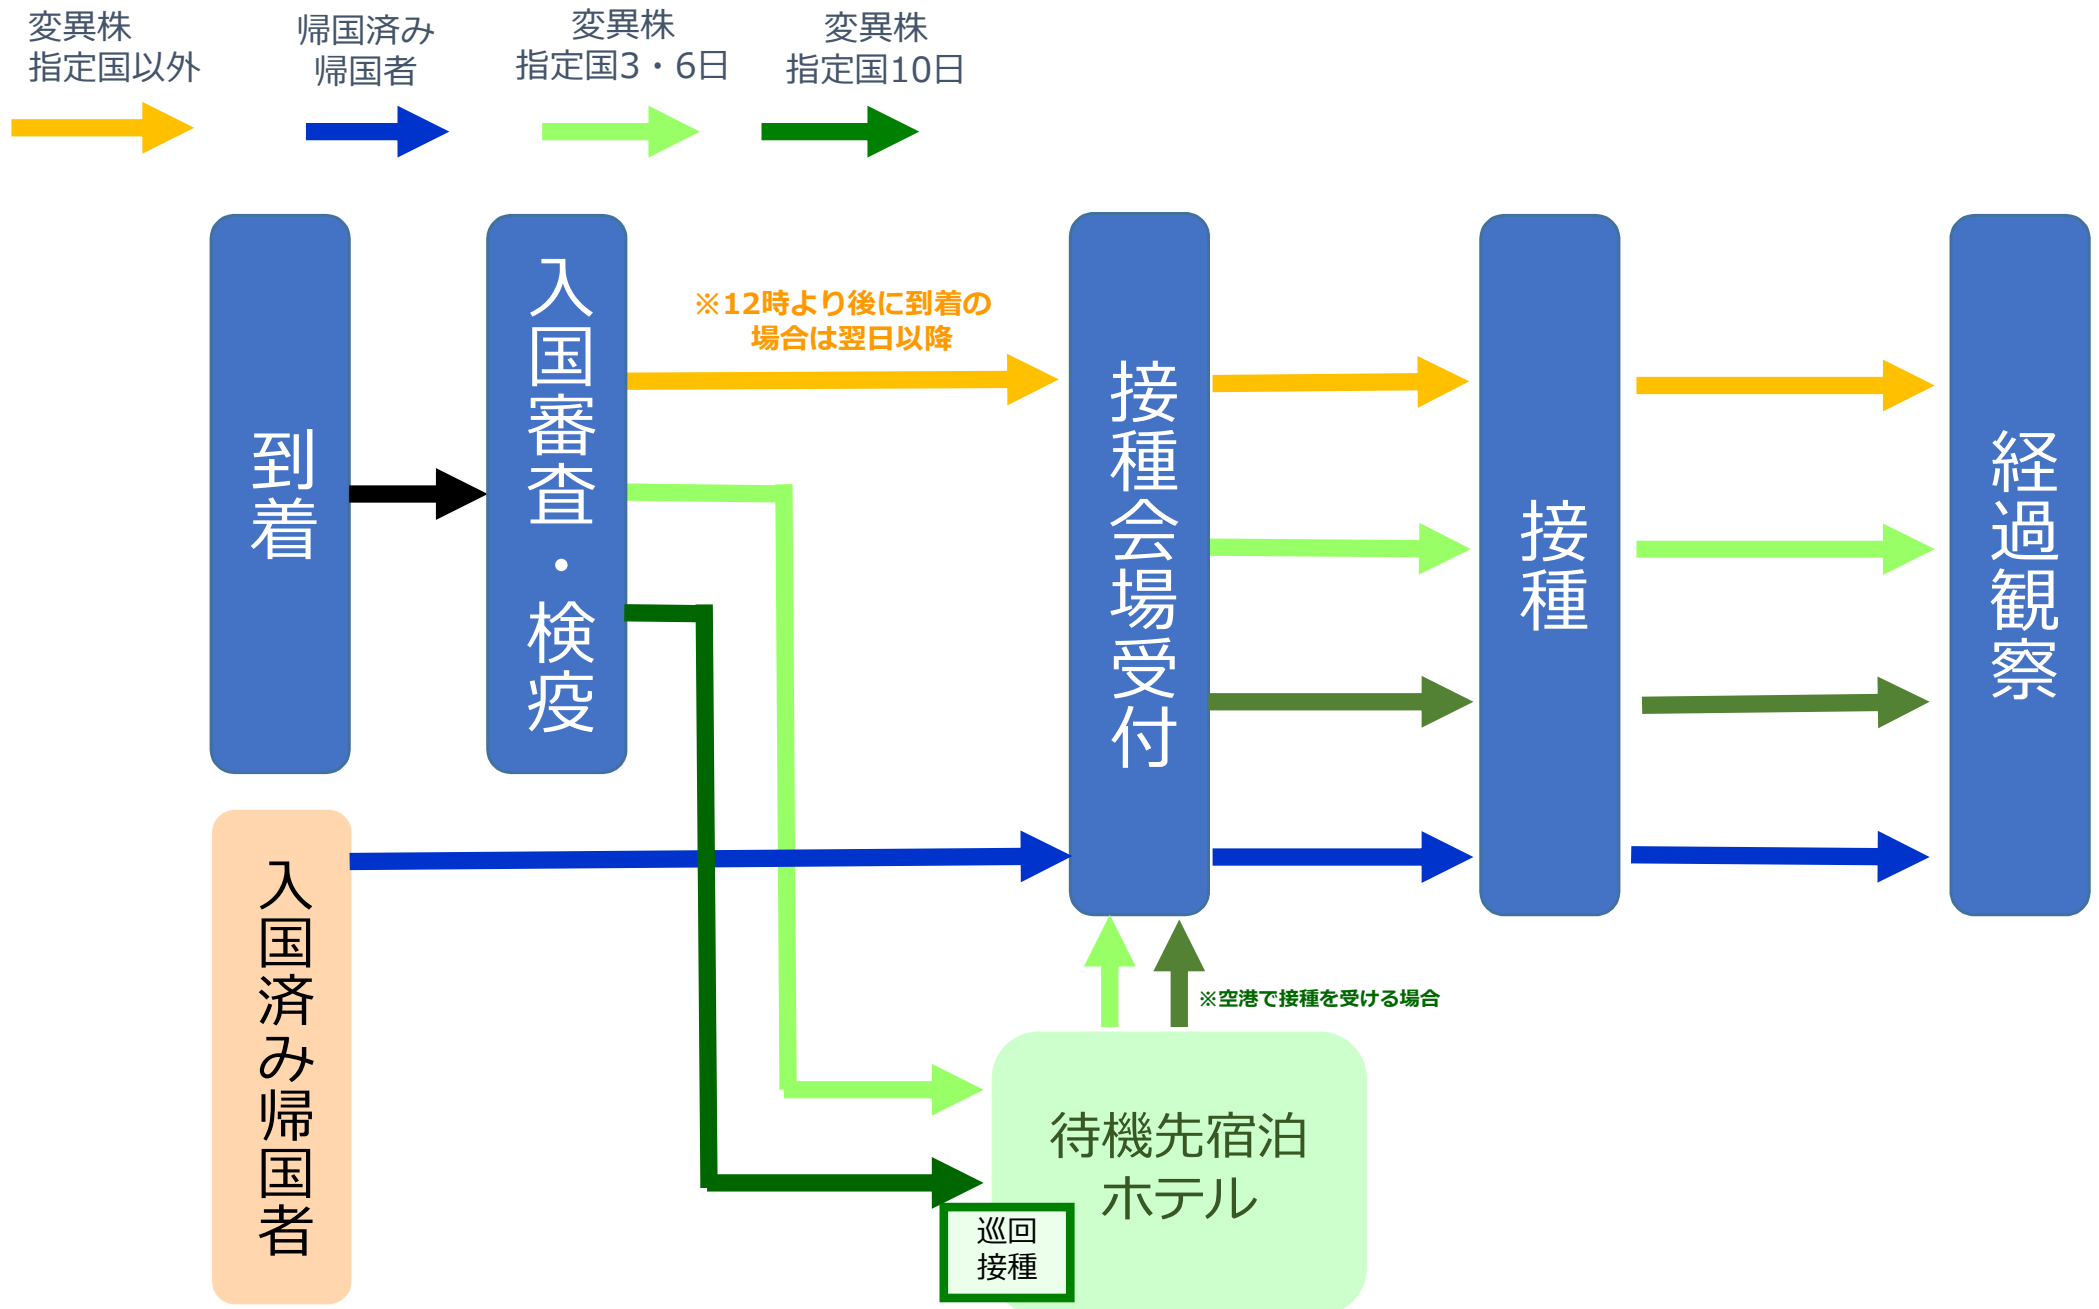 変異株
指定国以外
帰国済み
帰国者
変異株
指定国3・6日
変異株
指定国10日
到着
入国審査・検疫
※12時より後に到着の
場合は翌日以降
接種会場受付
接種
経過観察
入国済み帰国者
※空港で接種を受ける場合
待機先宿泊
ホテル
巡回
接種